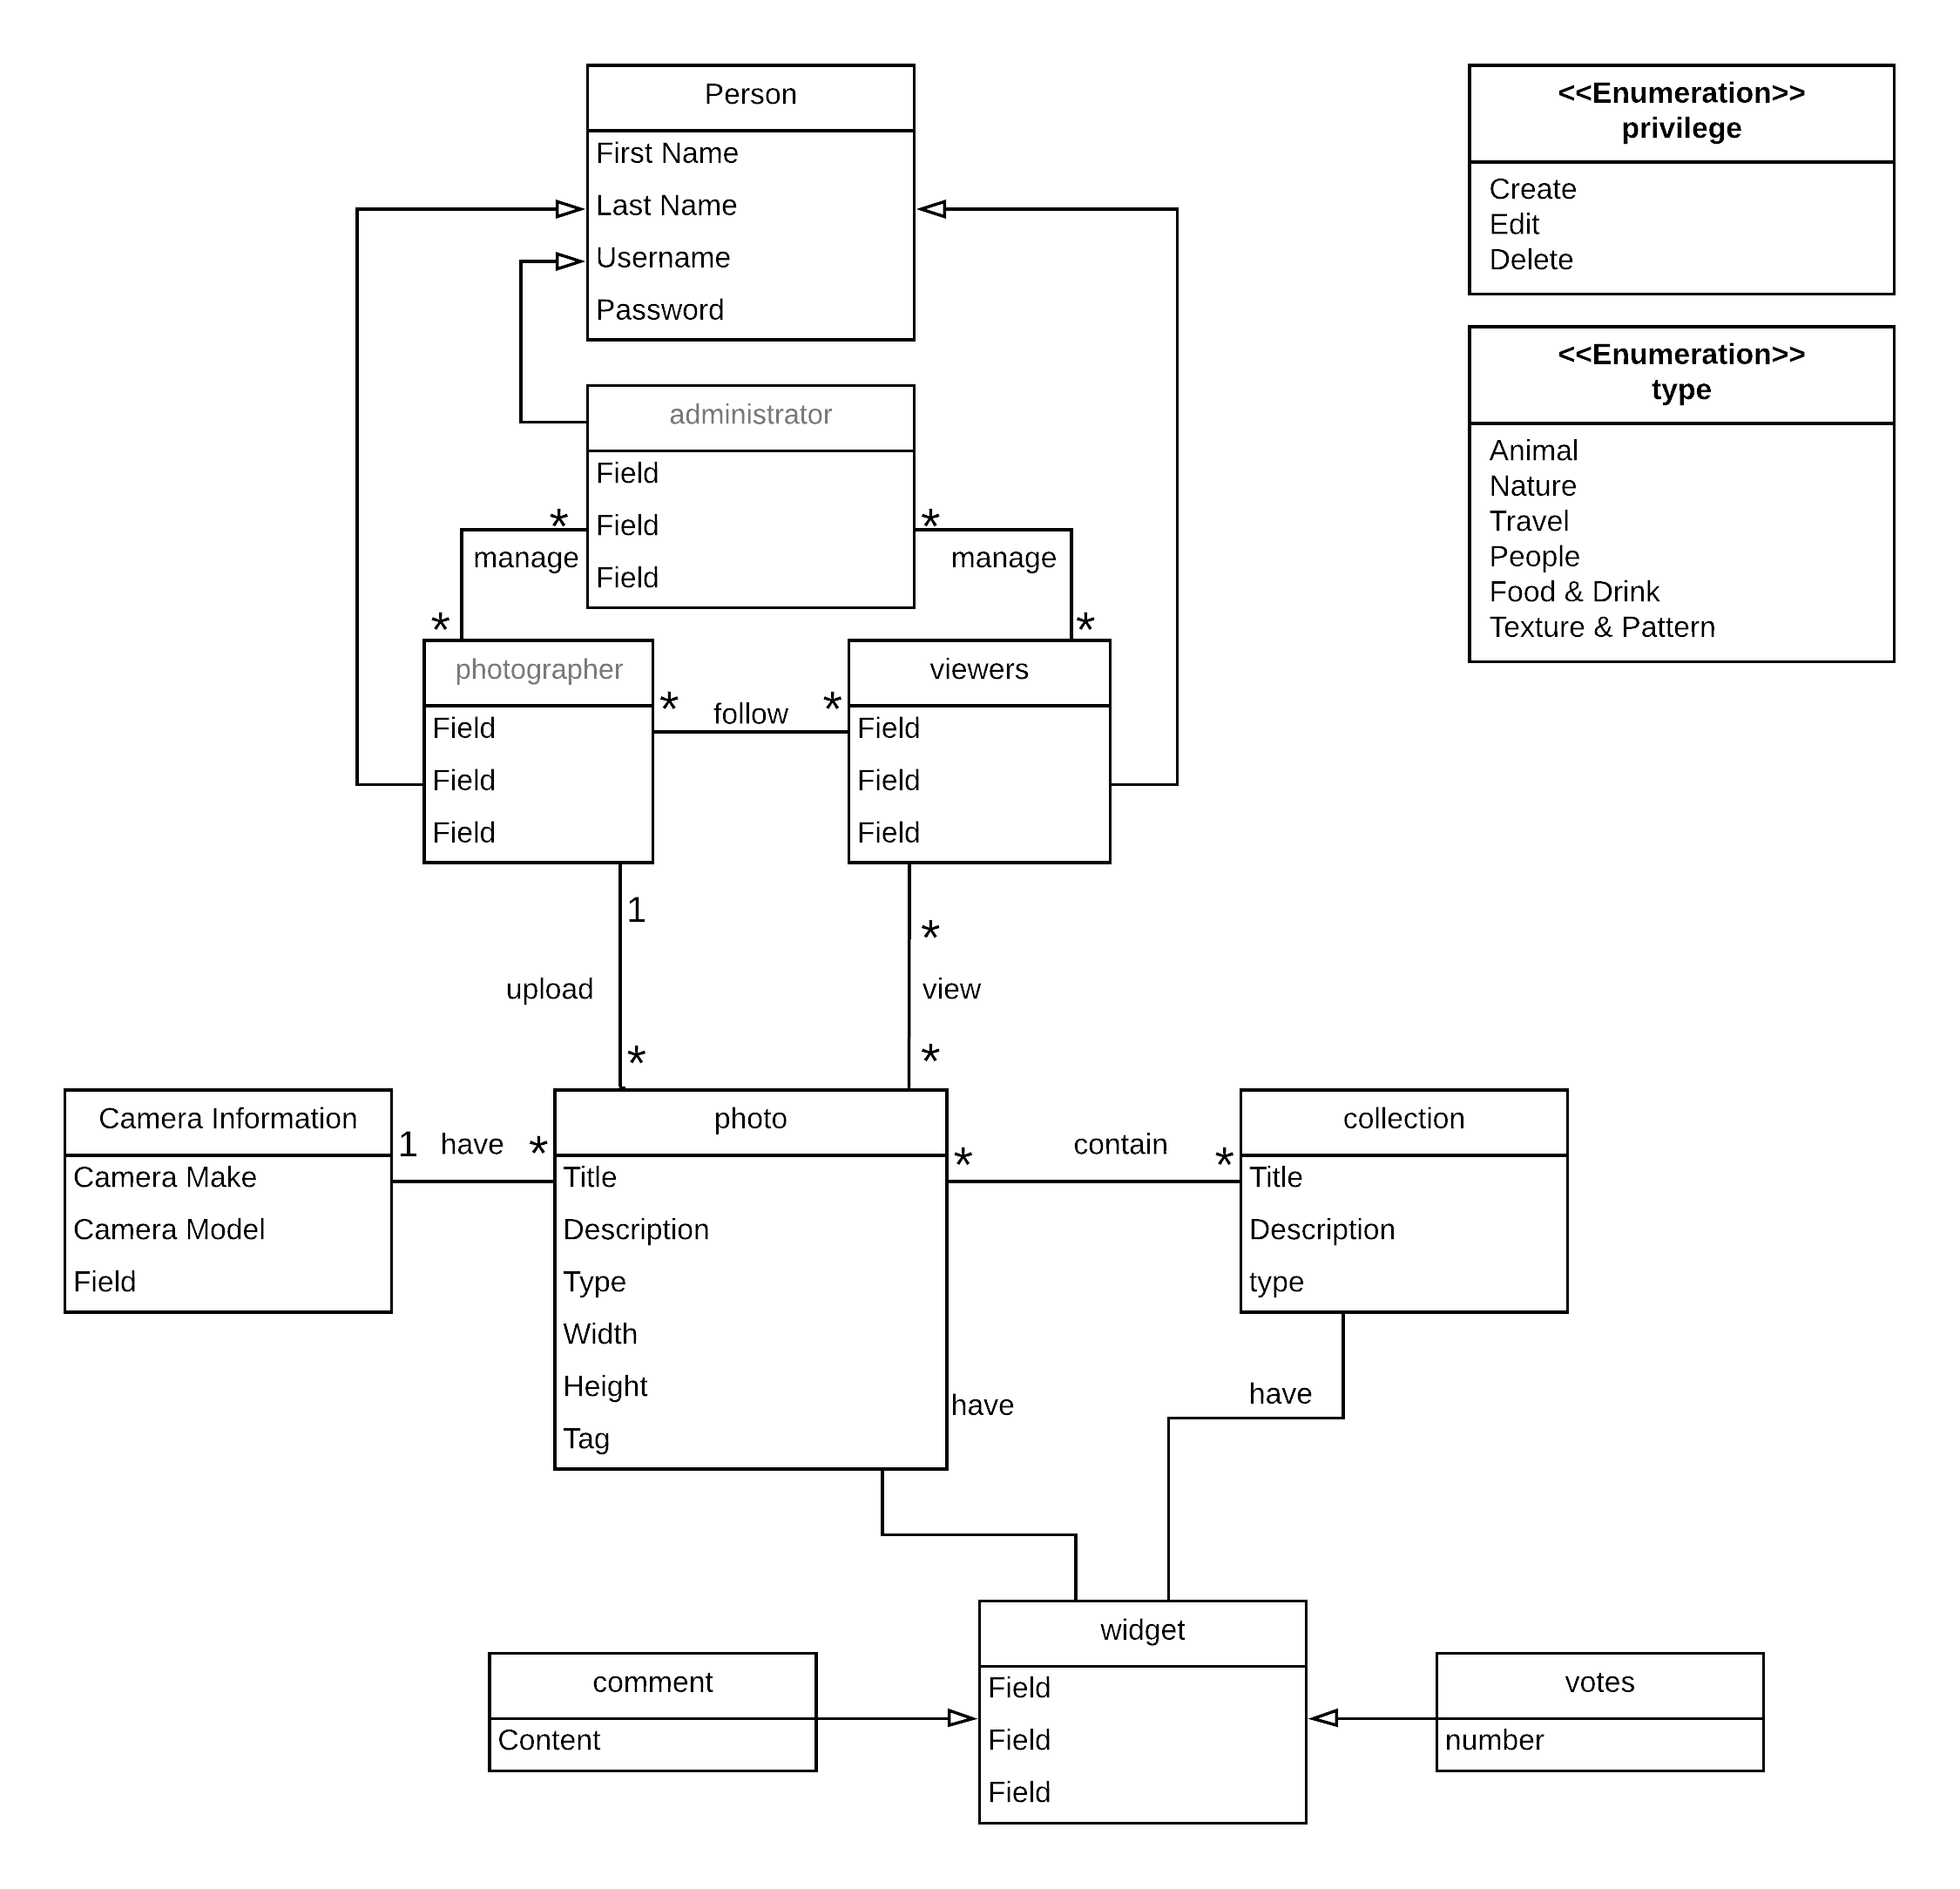 Person
First Name
Last Name
Username
Password
<<Enumeration>>
privilege
Create
Edit
Delete
<<Enumeration>>
type
Animal
Nature
Travel
People
Food & Drink
Texture & Pattern
administrator
Field
Field
Field
* *
manage manage
* *
photographer
Field
Field
Field
* follow *
viewers
Field
Field
Field
1
upload
*
*
view
*
Camera Information
Camera Make
Camera Model
Field
1 have *
photo
Title
Description
Type
Width
Height
Tag
* contain *
collection
Title
Description
type
have
have
widget
Field
Field
Field
comment
Content
votes
number